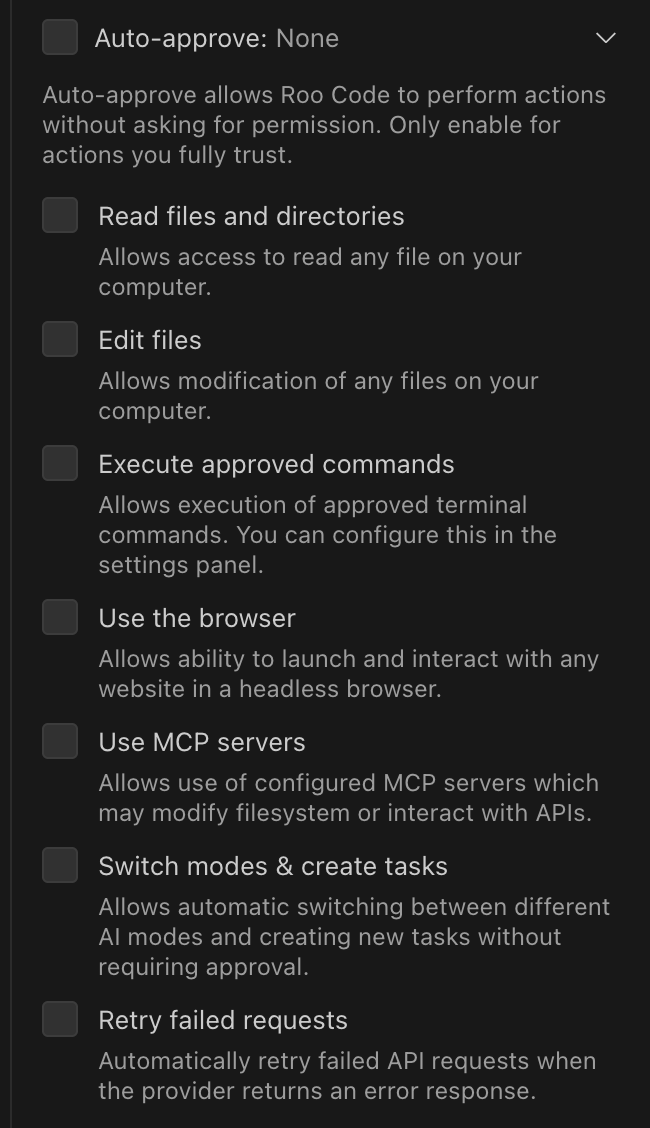 Auto-approve: None
Auto-approve allows Roo Code to perform actions
without asking for permission. Only enable for
actions you fully trust.
Read files and directories
Allows access to read any file on your
computer.
Edit files
Allows modification of any files on your
computer.
Execute approved commands
Allows execution of approved terminal
commands. You can configure this in the
settings panel.
Use the browser
Allows ability to launch and interact with any
website in a headless browser.
Use MCP servers
Allows use of configured MCP servers which
may modify filesystem or interact with APIs.
Switch modes & create tasks
Allows automatic switching between different
AI modes and creating new tasks without
requiring approval.
Retry failed requests
Automatically retry failed API requests when
the provider returns an error response.